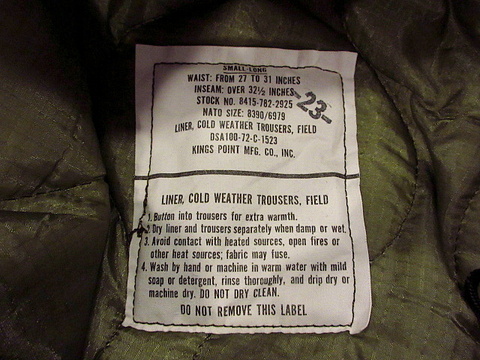 SMALL-LONG
WAIST: FROM 27 TO 31 INCHES
INSEAM: OVER 32½ INCHES
-23-
STOCK NO. 8415-782-2925
NATO SIZE: 8390/6979
LINER, COLD WEATHER TROUSERS, FIELD
DSA100-72-C-1523
KINGS POINT MFG. CO., INC.
LINER, COLD WEATHER TROUSERS, FIELD
1. Button into trousers for extra warmth.
2. Dry liner and trousers separately when damp or wet.
3. Avoid contact with heated sources, open fires or
other heat sources; fabric may fuse.
4. Wash by hand or machine in warm water with mild
soap or detergent, rinse thoroughly, and drip dry or
machine dry. DO NOT DRY CLEAN.
DO NOT REMOVE THIS LABEL